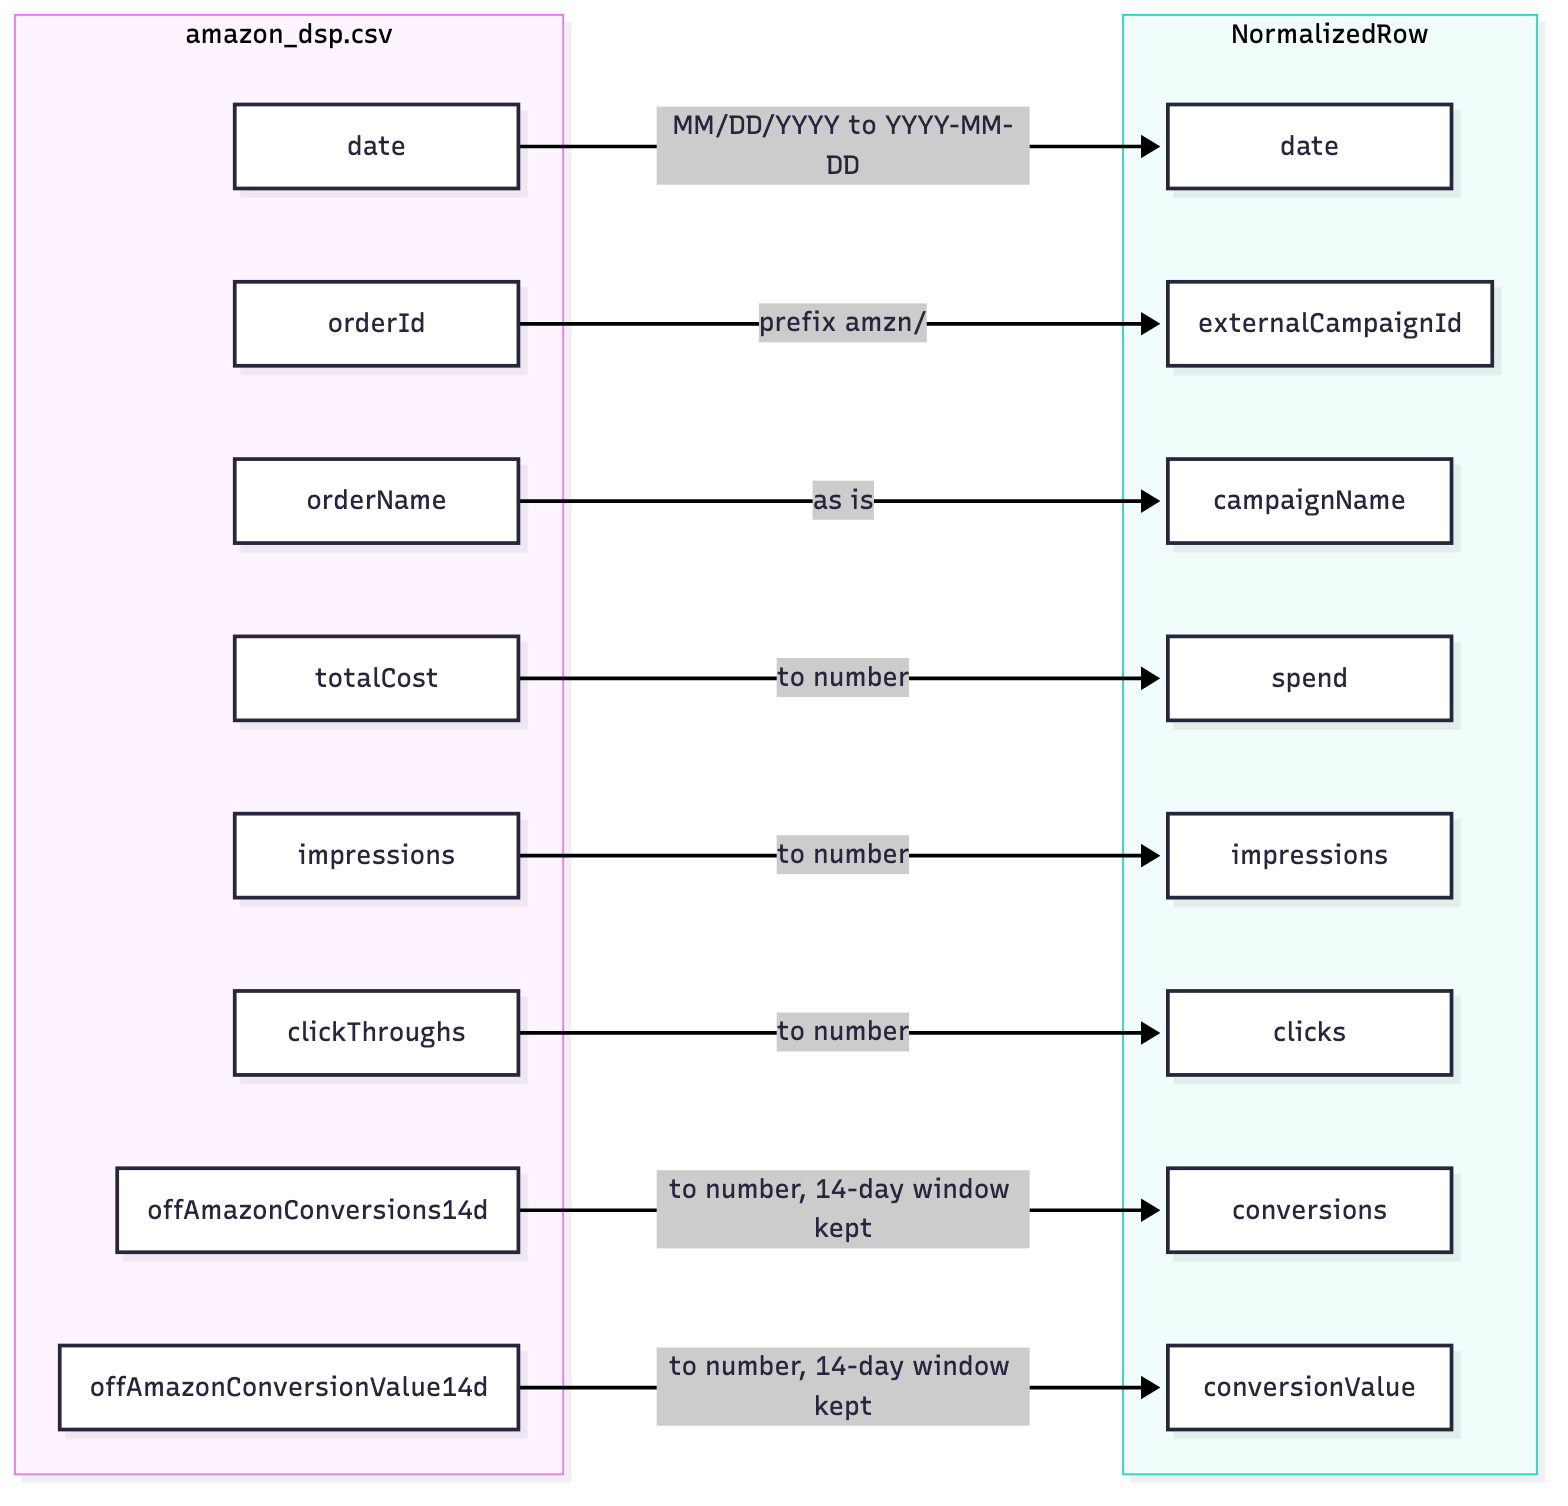 amazon_dsp.csv
NormalizedRow
date
MM/DD/YYYY to YYYY-MM-
DD
date
orderId
prefix amzn/
externalCampaignId
orderName
as is
campaignName
totalCost
to number
spend
impressions
to number
impressions
clickThroughs
to number
clicks
offAmazonConversions14d
to number, 14-day window
kept
conversions
offAmazonConversionValue14d
to number, 14-day window
kept
conversionValue